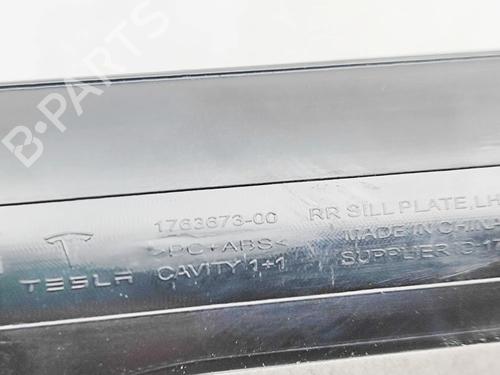 B-PARTS
1763673-00 RR SILL PLATE, LH
>PC+ABS< MADE IN CHINA
TESLA CAVITY 1+1 SUPPLIER